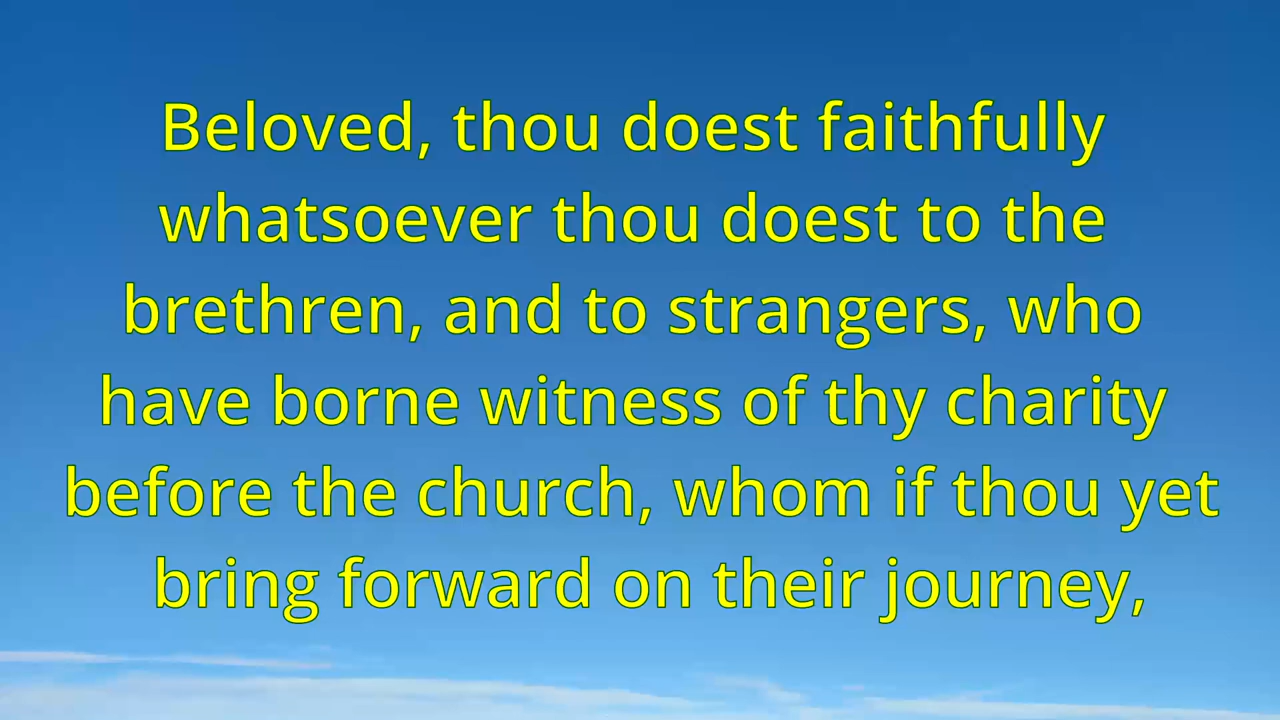 Beloved, thou doest faithfully
whatsoever thou doest to the
brethren, and to strangers, who
have borne witness of thy charity
before the church, whom if thou yet
bring forward on their journey,